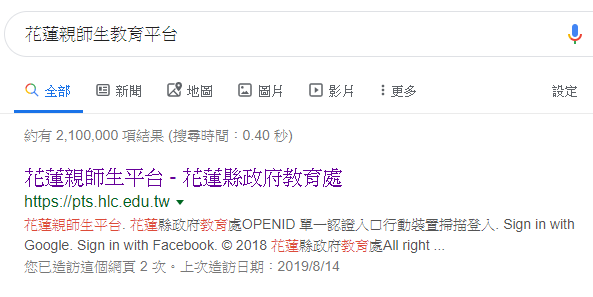 花蓮親師生教育平台
全部 新聞 地圖 圖片 影片 更多 設定
約有 2,100,000 項結果 (搜尋時間：0.40 秒)
花蓮親師生平台 - 花蓮縣政府教育處
https://pts.hlc.edu.tw
花蓮親師生平台. 花蓮縣政府教育處OPENID 單一認證入口行動裝置掃描登入. Sign in with
Google. Sign in with Facebook. © 2018 花蓮縣政府教育處All right ...
您已造訪這個網頁 2 次。上次造訪日期：2019/8/14